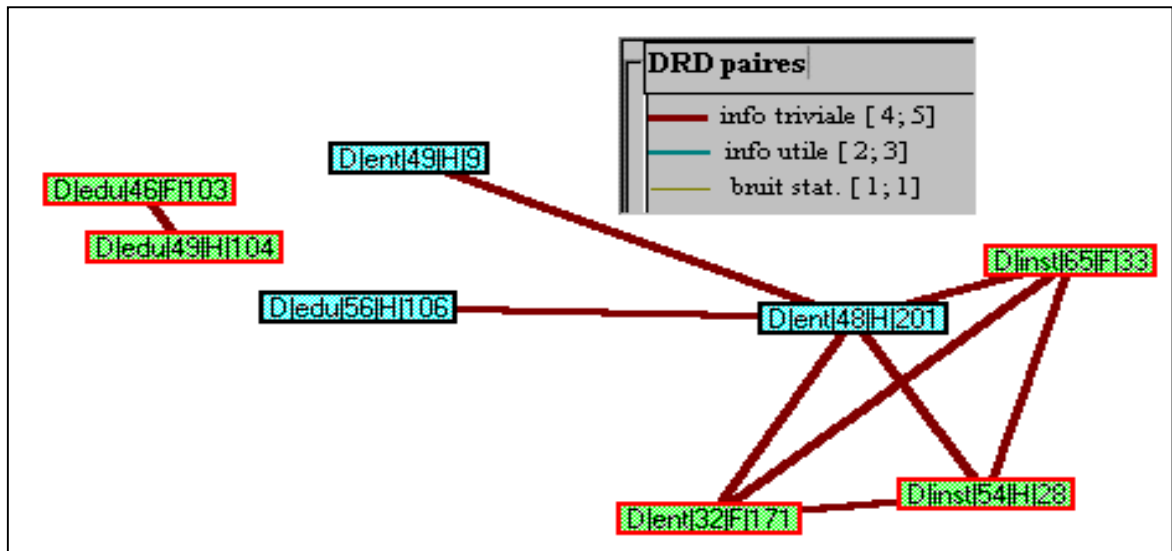 DRD paires
info triviale [ 4; 5]
info utile [ 2; 3]
bruit stat. [ 1; 1]
D|ent|49|H|9
D|edu|46|F|103
D|edu|49|H|104
D|inst|65|F|33
D|edu|56|H|106
D|ent|48|H|201
D|inst|54|H|28
D|ent|32|F|171